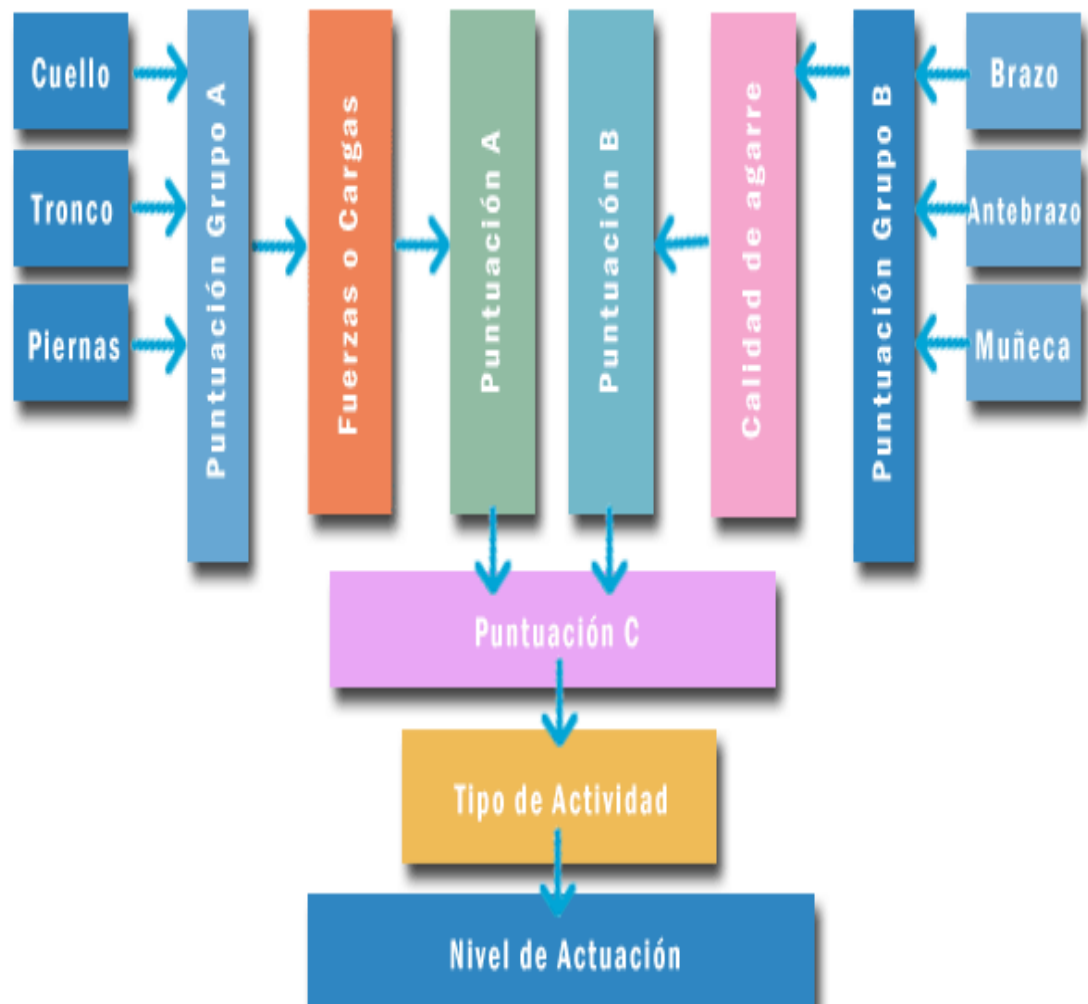 Cuello
Tronco
Piernas
Puntuación Grupo A
Fuerzas o Cargas
Puntuación A
Puntuación B
Calidad de agarre
Puntuación Grupo B
Brazo
Antebrazo
Muñeca
Puntuación C
Tipo de Actividad
Nivel de Actuación